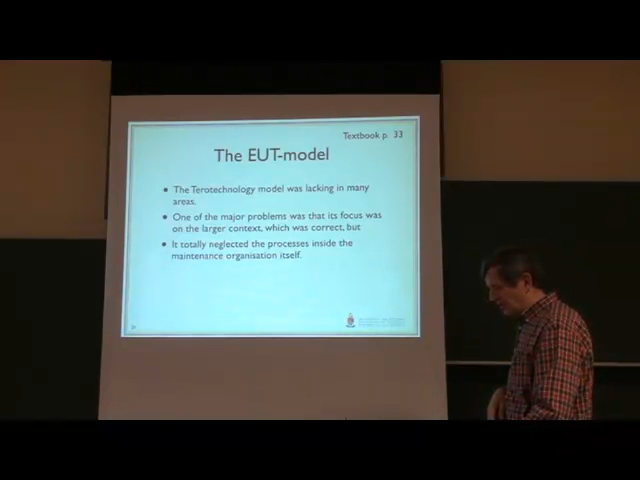 Textbook p. 33
The EUT-model
• The Terotechnology model was lacking in many
areas.
• One of the major problems was that its focus was
on the larger context, which was correct, but
• It totally neglected the processes inside the
maintenance organisation itself.